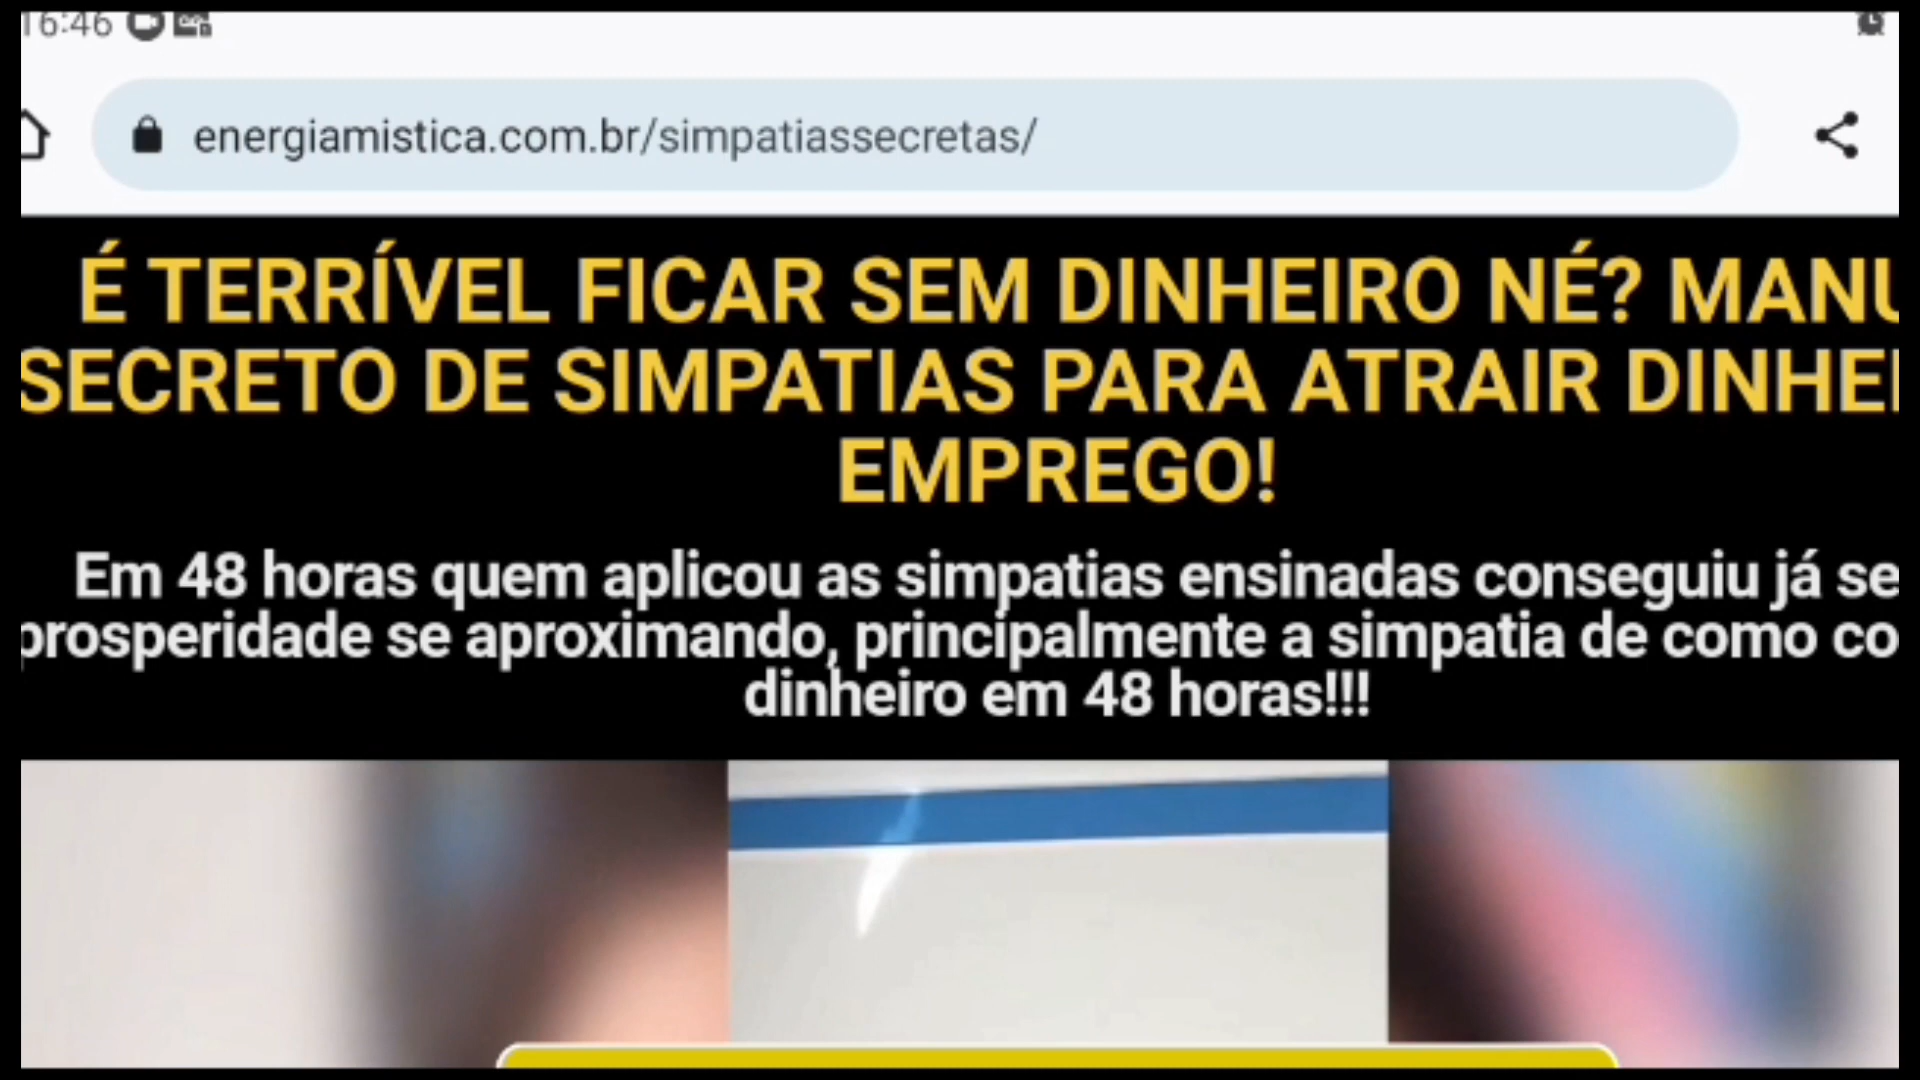 16:46
energiamistica.com.br/simpatiassecretas/
É TERRÍVEL FICAR SEM DINHEIRO NÉ? MANU
SECRETO DE SIMPATIAS PARA ATRAIR DINHEI
EMPREGO!
Em 48 horas quem aplicou as simpatias ensinadas conseguiu já se
prosperidade se aproximando, principalmente a simpatia de como co
dinheiro em 48 horas!!!